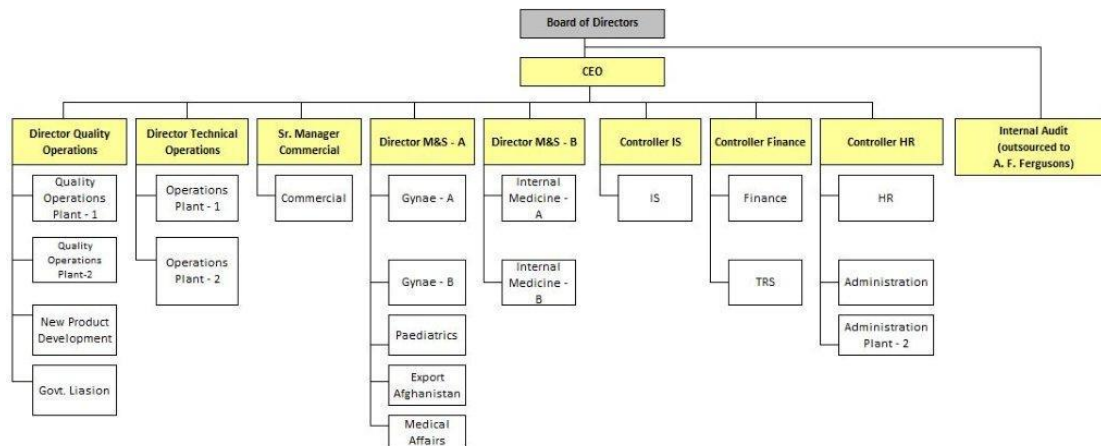 Board of Directors
CEO
Director Quality
Operations
Director Technical
Operations
Sr. Manager
Commercial
Director M&S - A
Director M&S - B
Controller IS
Controller Finance
Controller HR
Internal Audit
(outsourced to
A. F. Fergusons)
Quality
Operations
Plant - 1
Quality
Operations
Plant-2
New Product
Development
Govt. Liasion
Operations
Plant - 1
Operations
Plant - 2
Commercial
Gynae - A
Gynae - B
Paediatrics
Export
Afghanistan
Medical
Affairs
Internal
Medicine -
A
Internal
Medicine -
B
IS
Finance
TRS
HR
Administration
Administration
Plant - 2